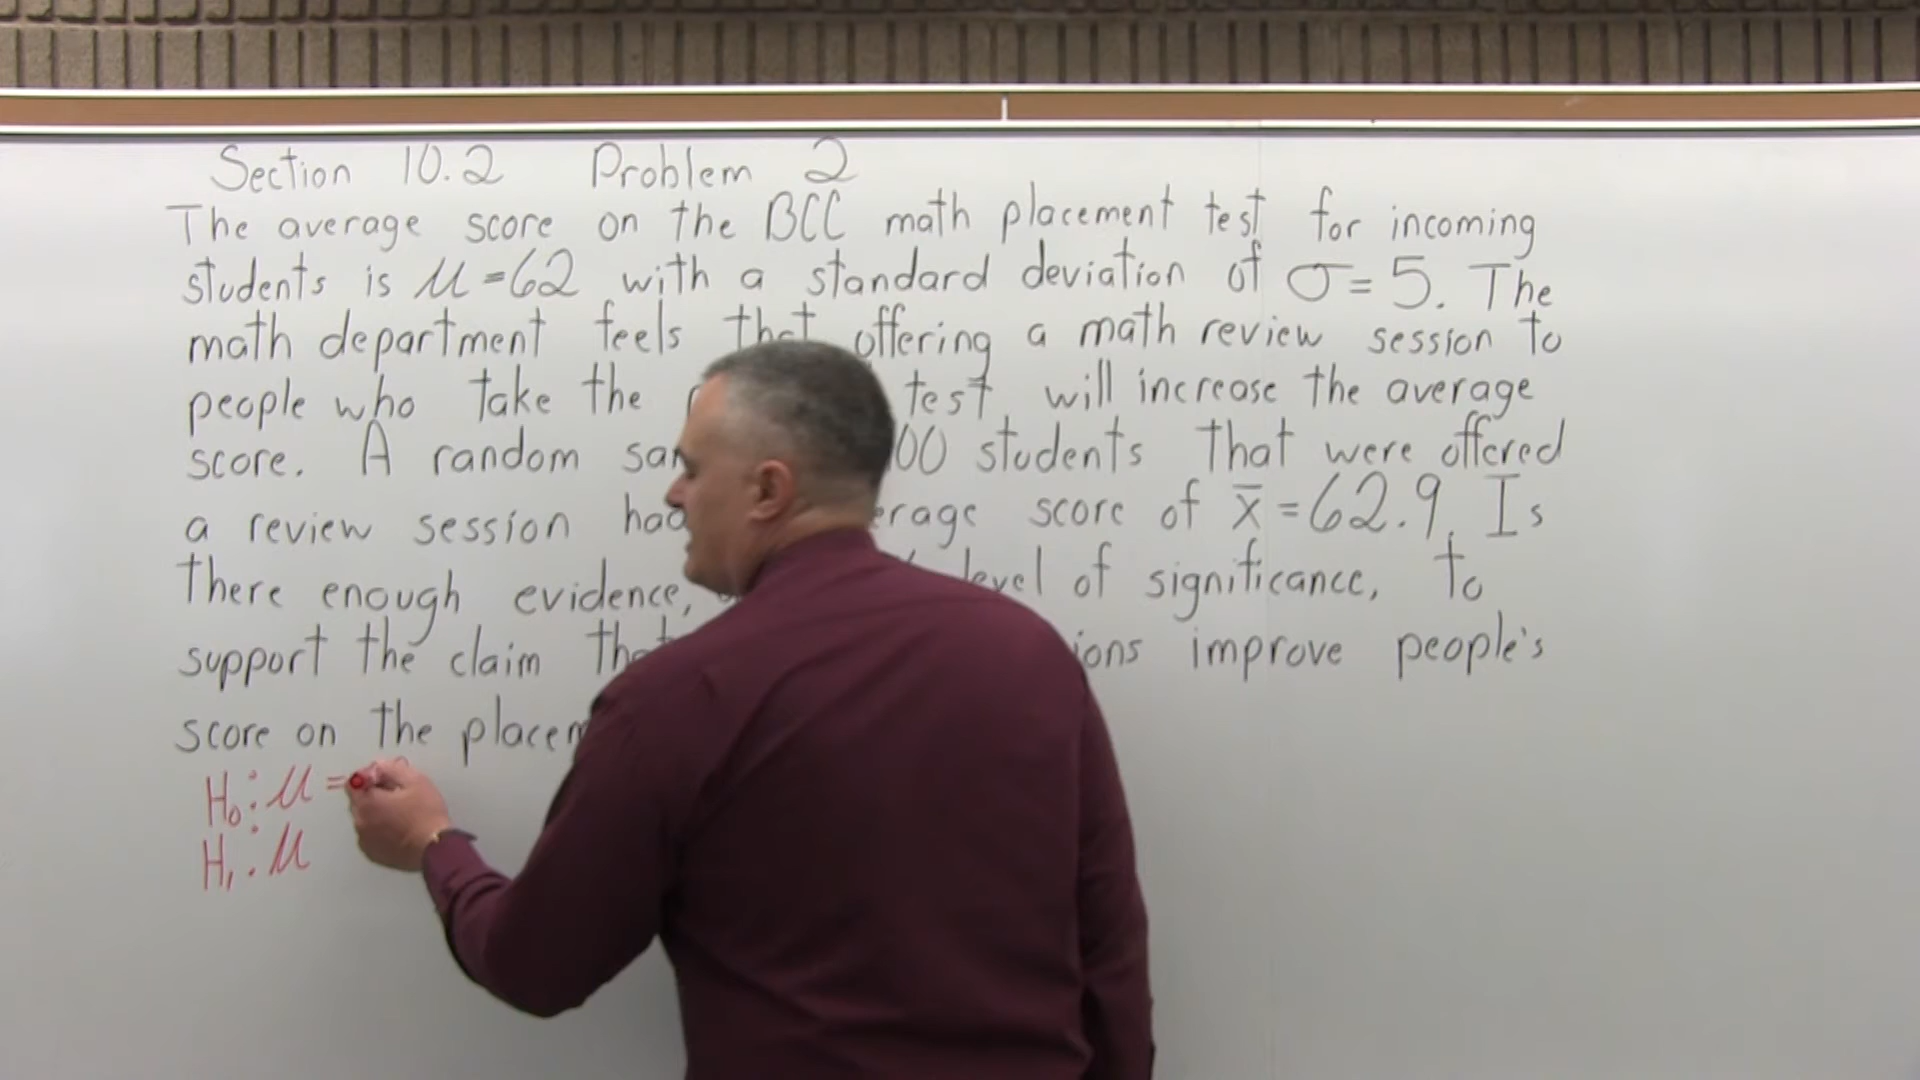 Section 10.2 Problem 2
The average score on the BCC math placement test for incoming
students is μ = 62 with a standard deviation of σ = 5. The
math department feels that offering a math review session to
people who take the test will increase the average
score. A random 00 students that were offered
a review session had score of x̄ = 62.9. Is
there enough evidence, level of significance, to
support the claim that improve people's
score on the
H₀: μ =
H₁: μ